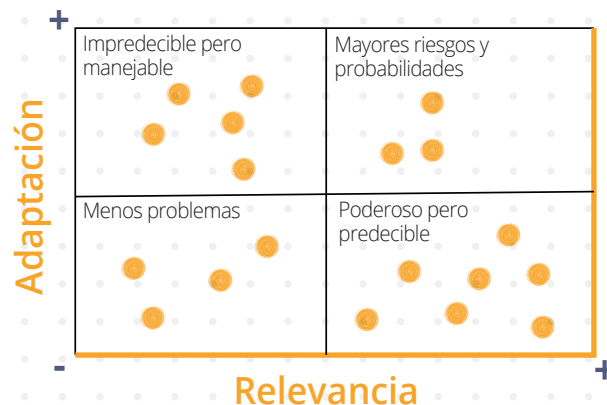 +
Impredecible pero
manejable
Mayores riesgos y
probabilidades
Adaptación
Menos problemas
Poderoso pero
predecible
-
+
Relevancia